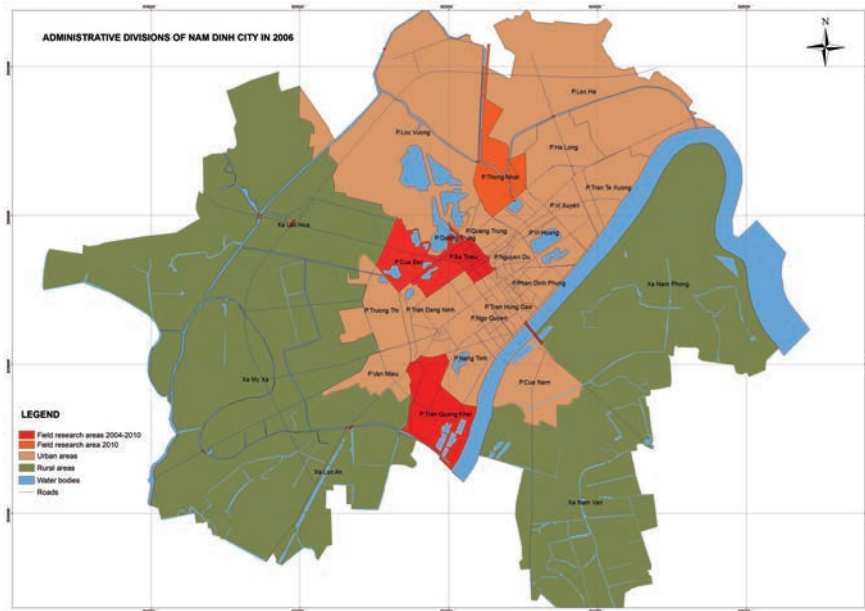 ADMINISTRATIVE DIVISIONS OF NAM DINH CITY IN 2006
N
P.Loc Ha
P.Loc Vuong
P.Ha Long
P.Thong Nhat
P.Tran Te Xuong
P.Vi Xuyen
Xa Loc Hoa
P.Quang Trung
P.Quang Trung
P.Vi Hoang
P.Cua Bac
P.Ba Trieu
P.Nguyen Du
P.Phan Dinh Phung
Xa Nam Phong
P.Truong Thi
P.Tran Dang Ninh
P.Tran Hung Dao
P.Ngo Quyen
P.Nang Tinh
P.Van Mieu
Xa My Xa
P.Cua Nam
P.Tran Quang Khai
Xa Loc An
Xa Nam Van
LEGEND
Field research areas 2004-2010
Field research area 2010
Urban areas
Rural areas
Water bodies
Roads